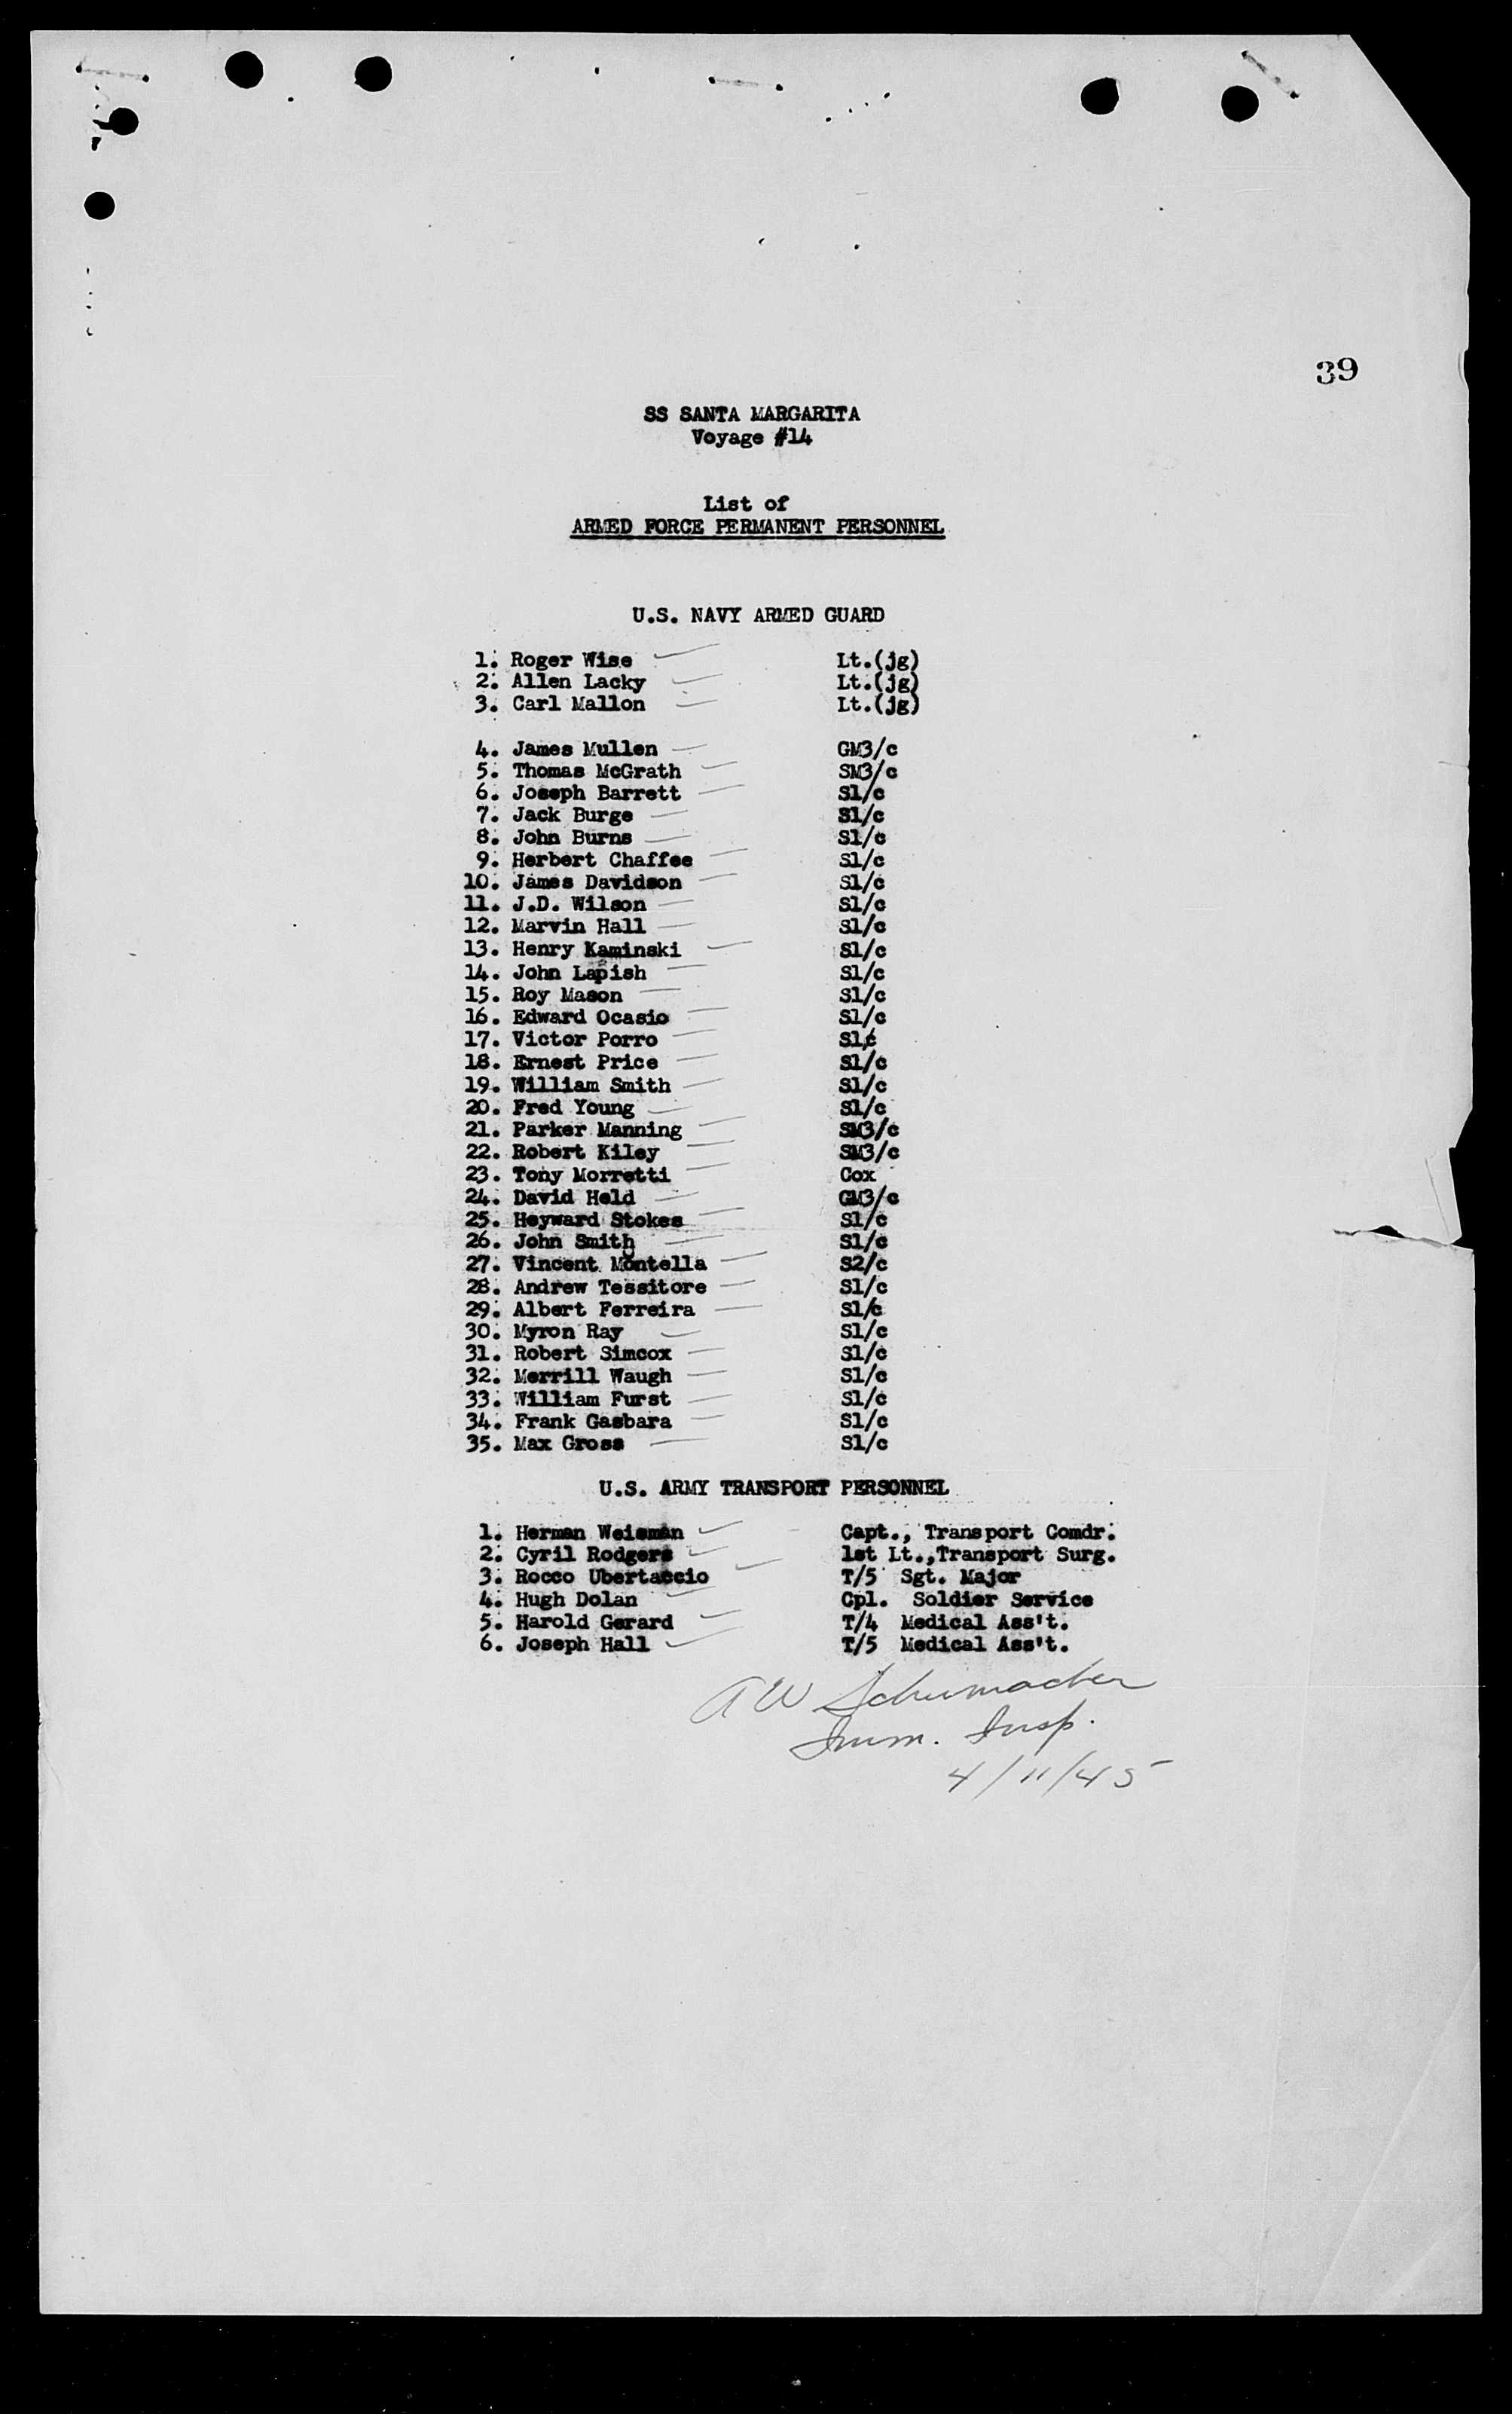 39
SS SANTA MARGARITA
Voyage #14
List of
ARMED FORCE PERMANENT PERSONNEL
U.S. NAVY ARMED GUARD
1. Roger Wise Lt.(jg)
2. Allen Lacky Lt.(jg)
3. Carl Mallon Lt.(jg)
4. James Mullen GM3/c
5. Thomas McGrath SM3/c
6. Joseph Barrett S1/c
7. Jack Burge S1/c
8. John Burns S1/c
9. Herbert Chaffee S1/c
10. James Davidson S1/c
11. J.D. Wilson S1/c
12. Marvin Hall S1/c
13. Henry Kaminski S1/c
14. John Lapish S1/c
15. Roy Mason S1/c
16. Edward Ocasio S1/c
17. Victor Porro S1/c
18. Ernest Price S1/c
19. William Smith S1/c
20. Fred Young S1/c
21. Parker Manning SM3/c
22. Robert Kiley SM3/c
23. Tony Morretti Cox
24. David Held GM3/c
25. Heyward Stokes S1/c
26. John Smith S1/c
27. Vincent Montella S2/c
28. Andrew Tessitore S1/c
29. Albert Ferreira S1/c
30. Myron Ray S1/c
31. Robert Simcox S1/c
32. Merrill Waugh S1/c
33. William Furst S1/c
34. Frank Gasbara S1/c
35. Max Gross S1/c
U.S. ARMY TRANSPORT PERSONNEL
1. Herman Weisman Capt., Transport Comdr.
2. Cyril Rodgers 1st Lt.,Transport Surg.
3. Rocco Ubertaccio T/5 Sgt. Major
4. Hugh Dolan Cpl. Soldier Service
5. Harold Gerard T/4 Medical Ass't.
6. Joseph Hall T/5 Medical Ass't.
A W Schumacher
Imm. Insp.
4/11/45